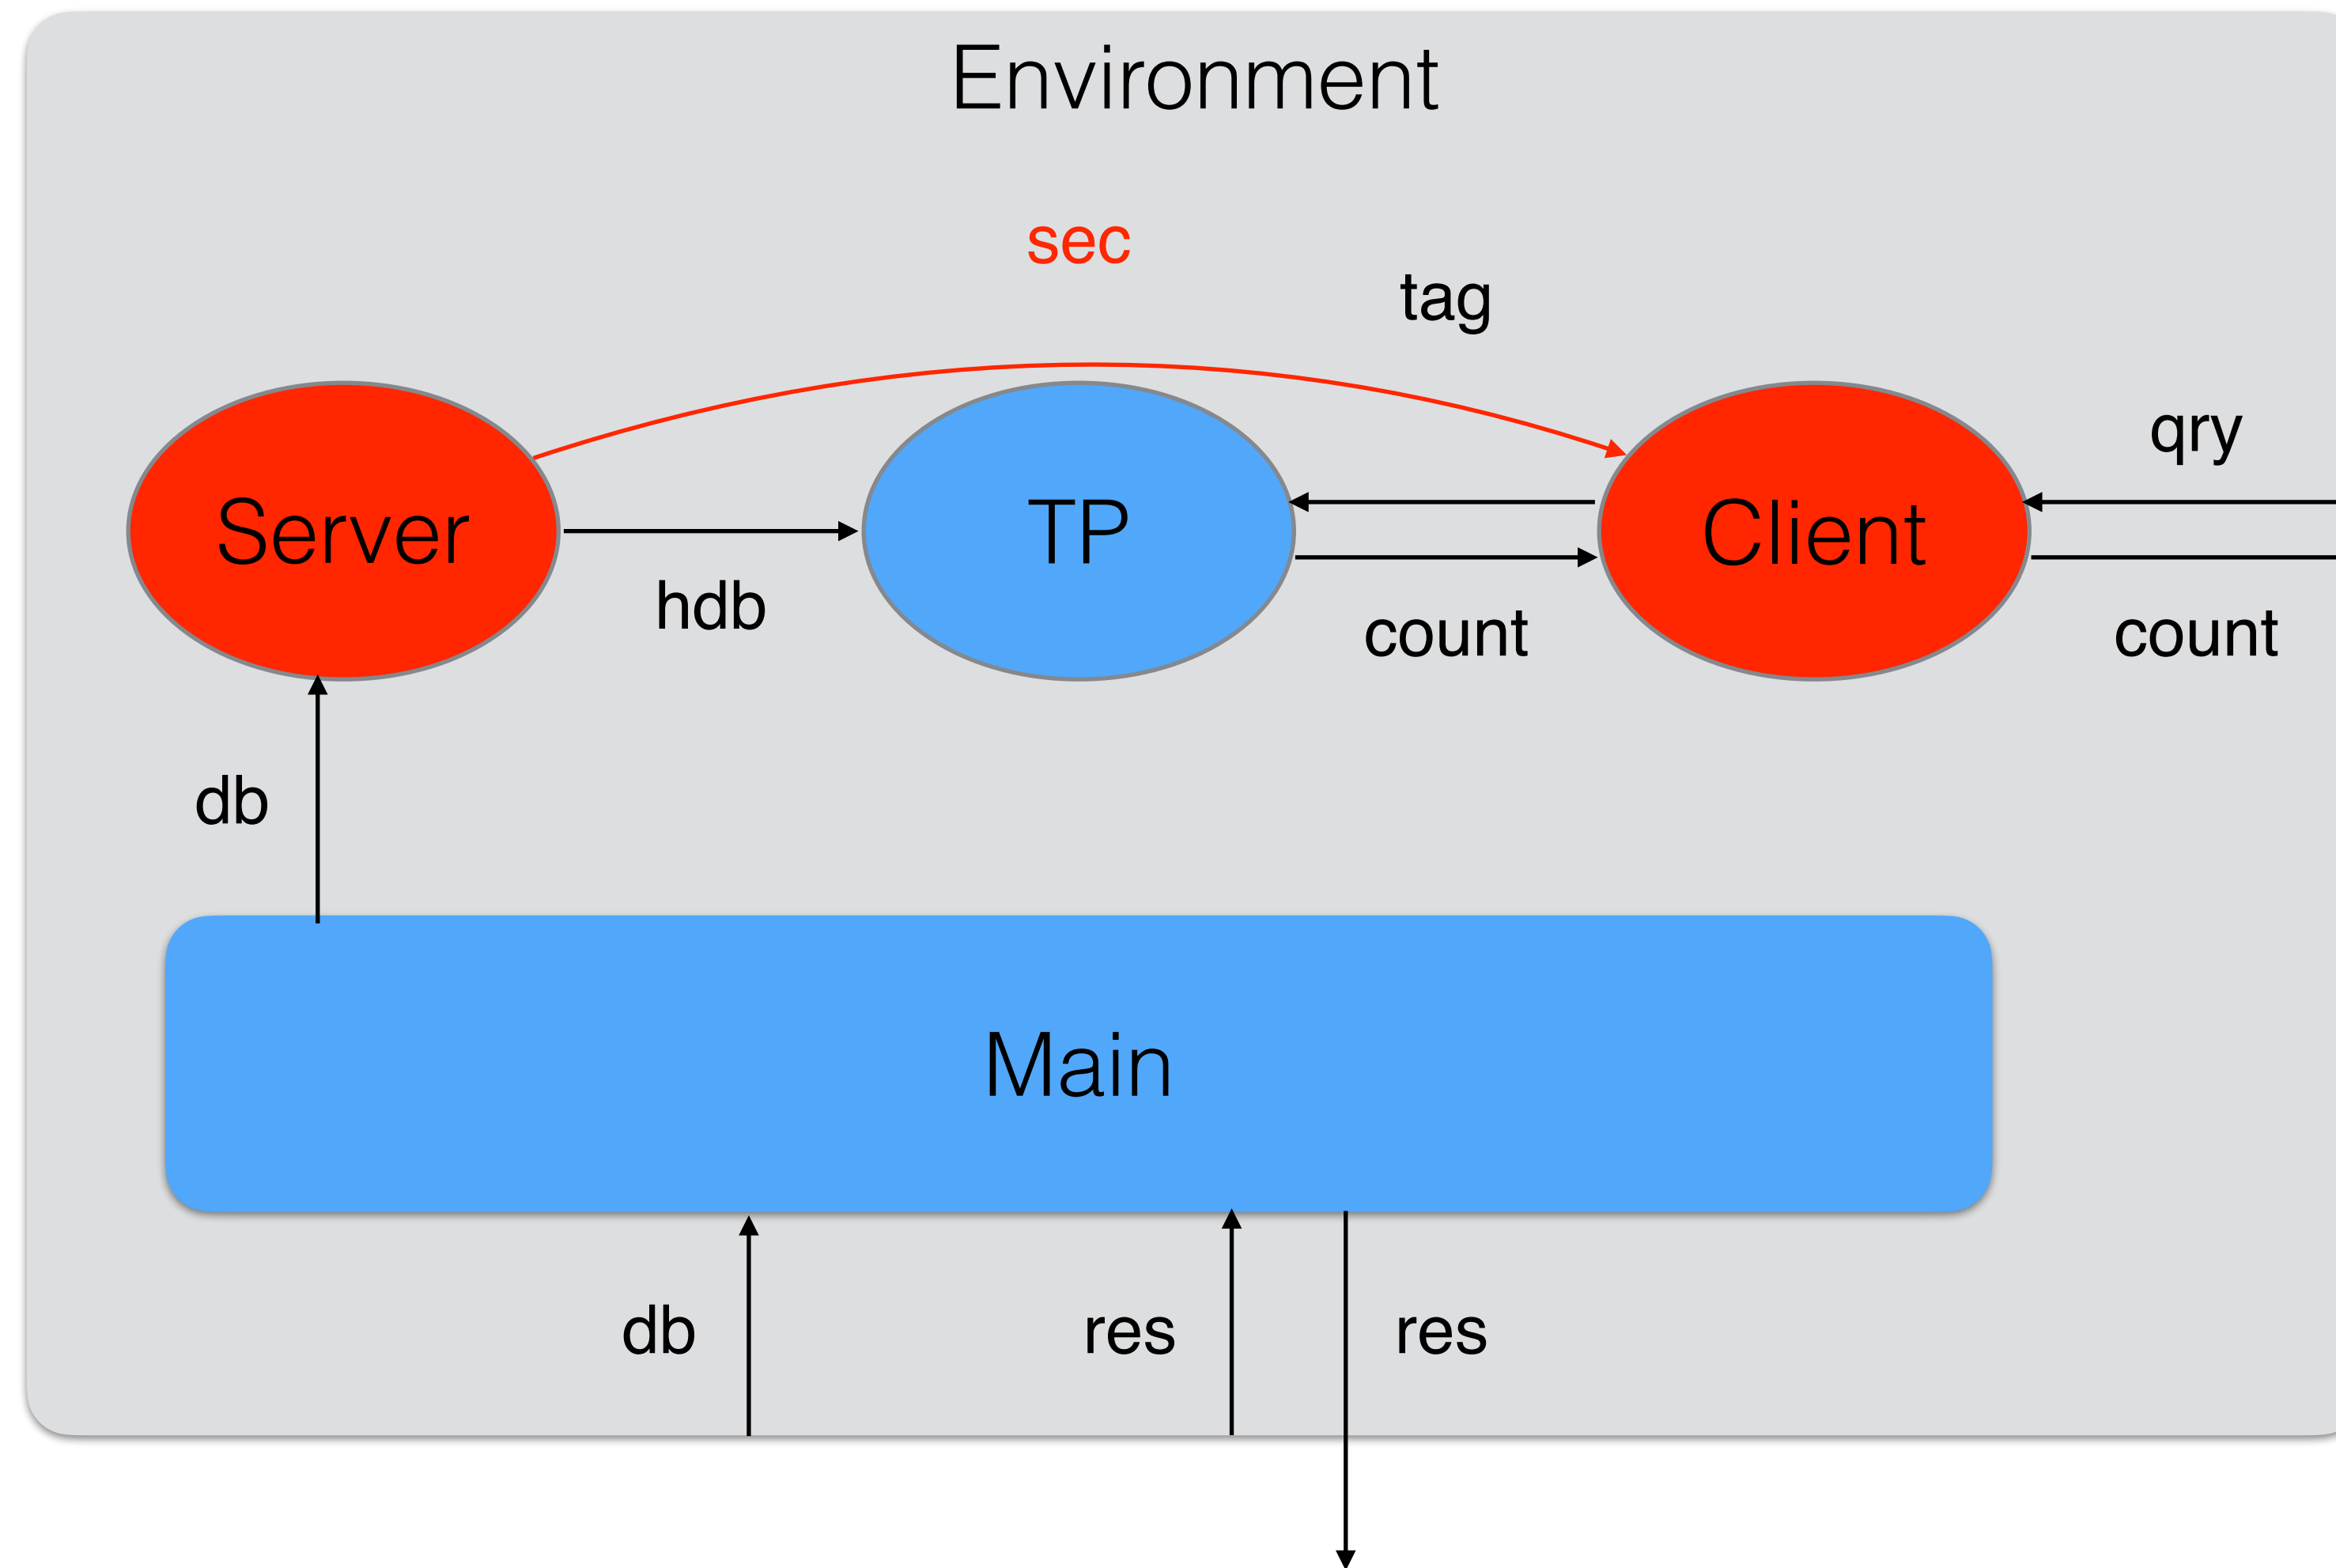 Environment
sec
tag
qry
Server
TP
Client
hdb
count
count
db
Main
db
res
res